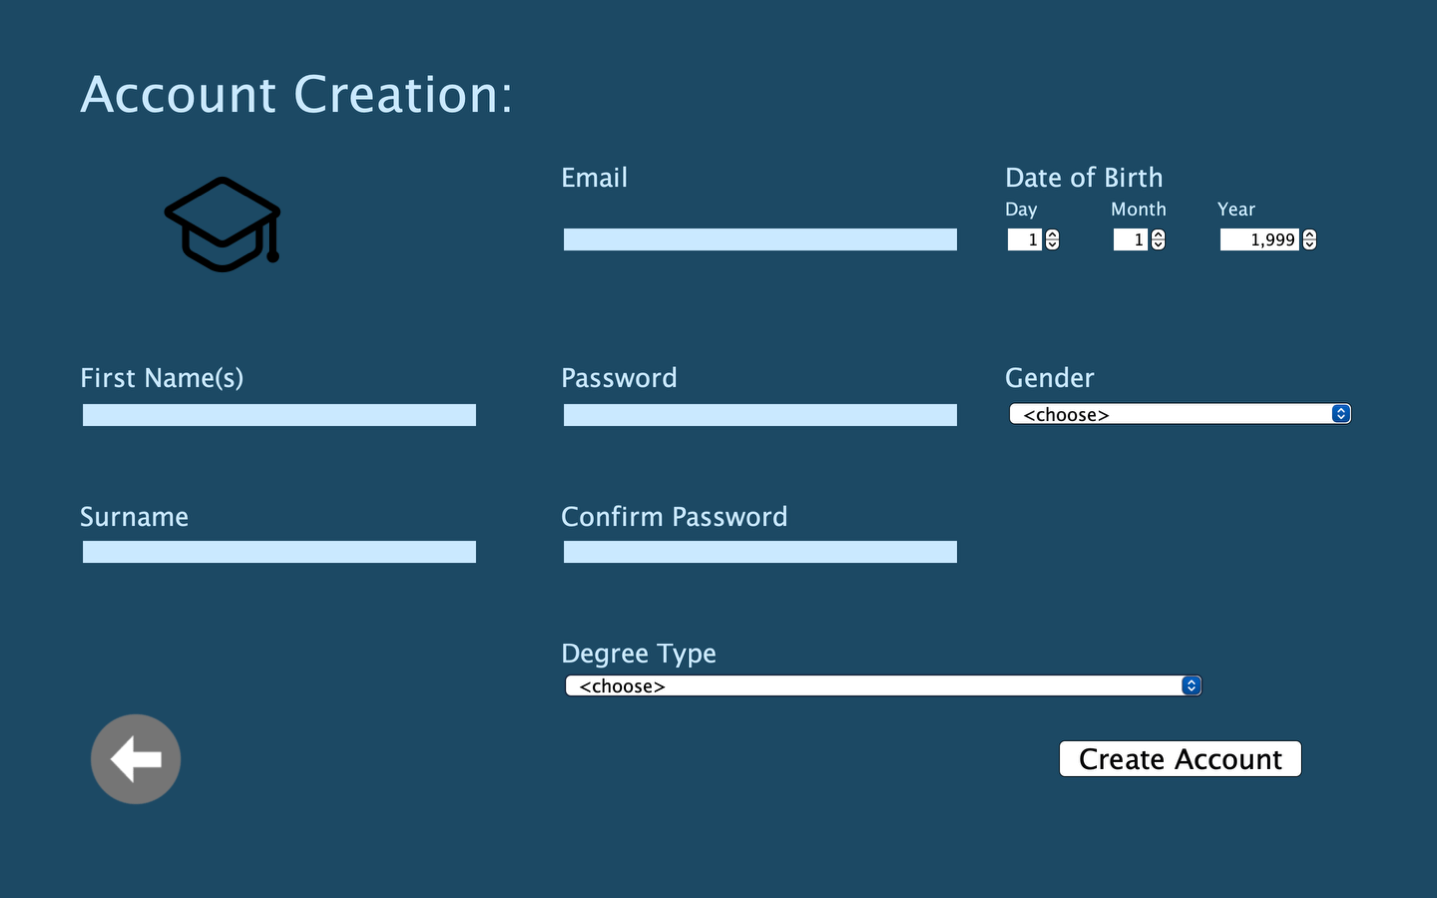 Account Creation:
Email
Date of Birth
Day Month Year
1 1 1,999
First Name(s)
Password
Gender
<choose>
Surname
Confirm Password
Degree Type
<choose>
Create Account